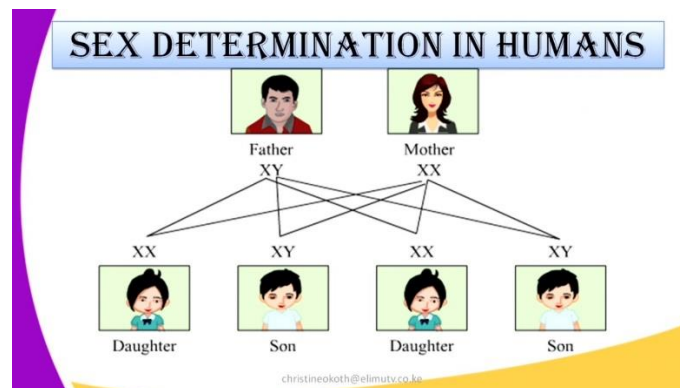 SEX DETERMINATION IN HUMANS
Father Mother
XY XX
XX XY XX XY
Daughter Son Daughter Son
christineokoth@elimutv.co.ke